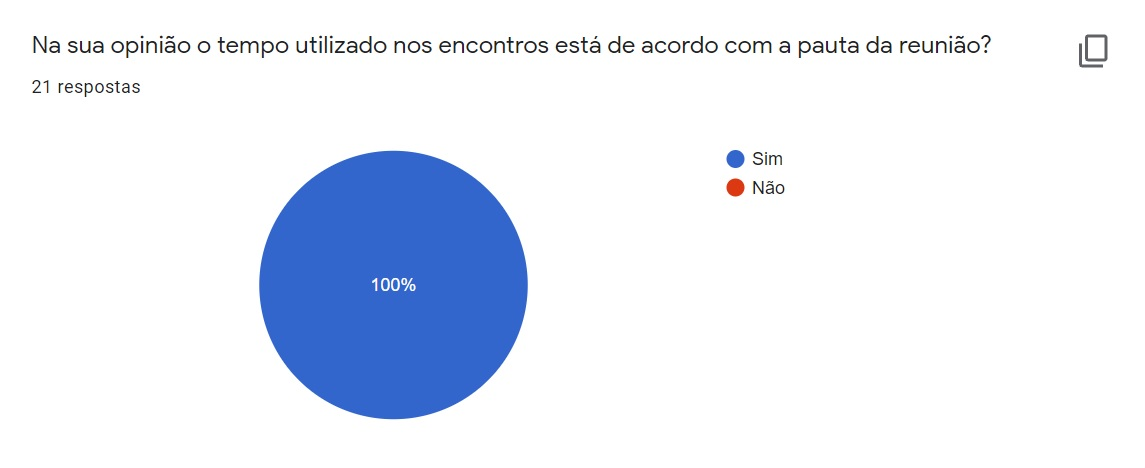 Na sua opinião o tempo utilizado nos encontros está de acordo com a pauta da reunião?
21 respostas
Sim
Não
100%